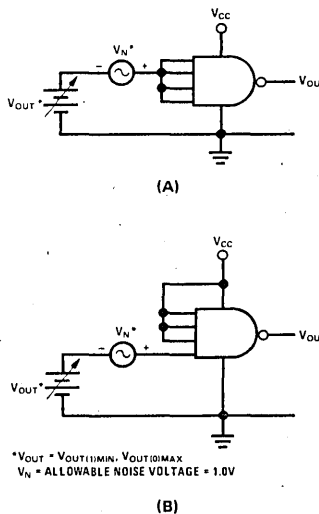 VCC
VN*
− +
VOUT*
VOU
(A)
VCC
VN*
− +
VOUT*
VOU
*VOUT = VOUT(1)MIN, VOUT(0)MAX
VN = ALLOWABLE NOISE VOLTAGE = 1.0V
(B)